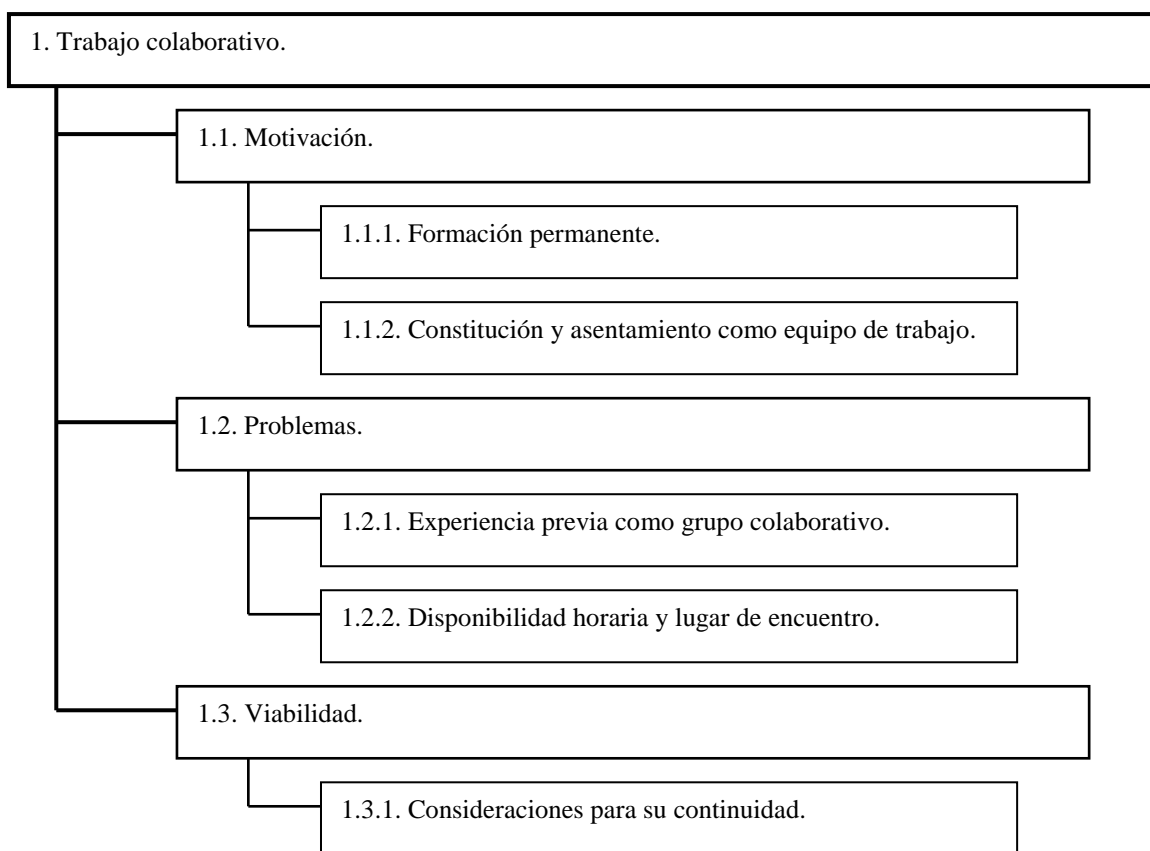 1. Trabajo colaborativo.
1.1. Motivación.
1.1.1. Formación permanente.
1.1.2. Constitución y asentamiento como equipo de trabajo.
1.2. Problemas.
1.2.1. Experiencia previa como grupo colaborativo.
1.2.2. Disponibilidad horaria y lugar de encuentro.
1.3. Viabilidad.
1.3.1. Consideraciones para su continuidad.